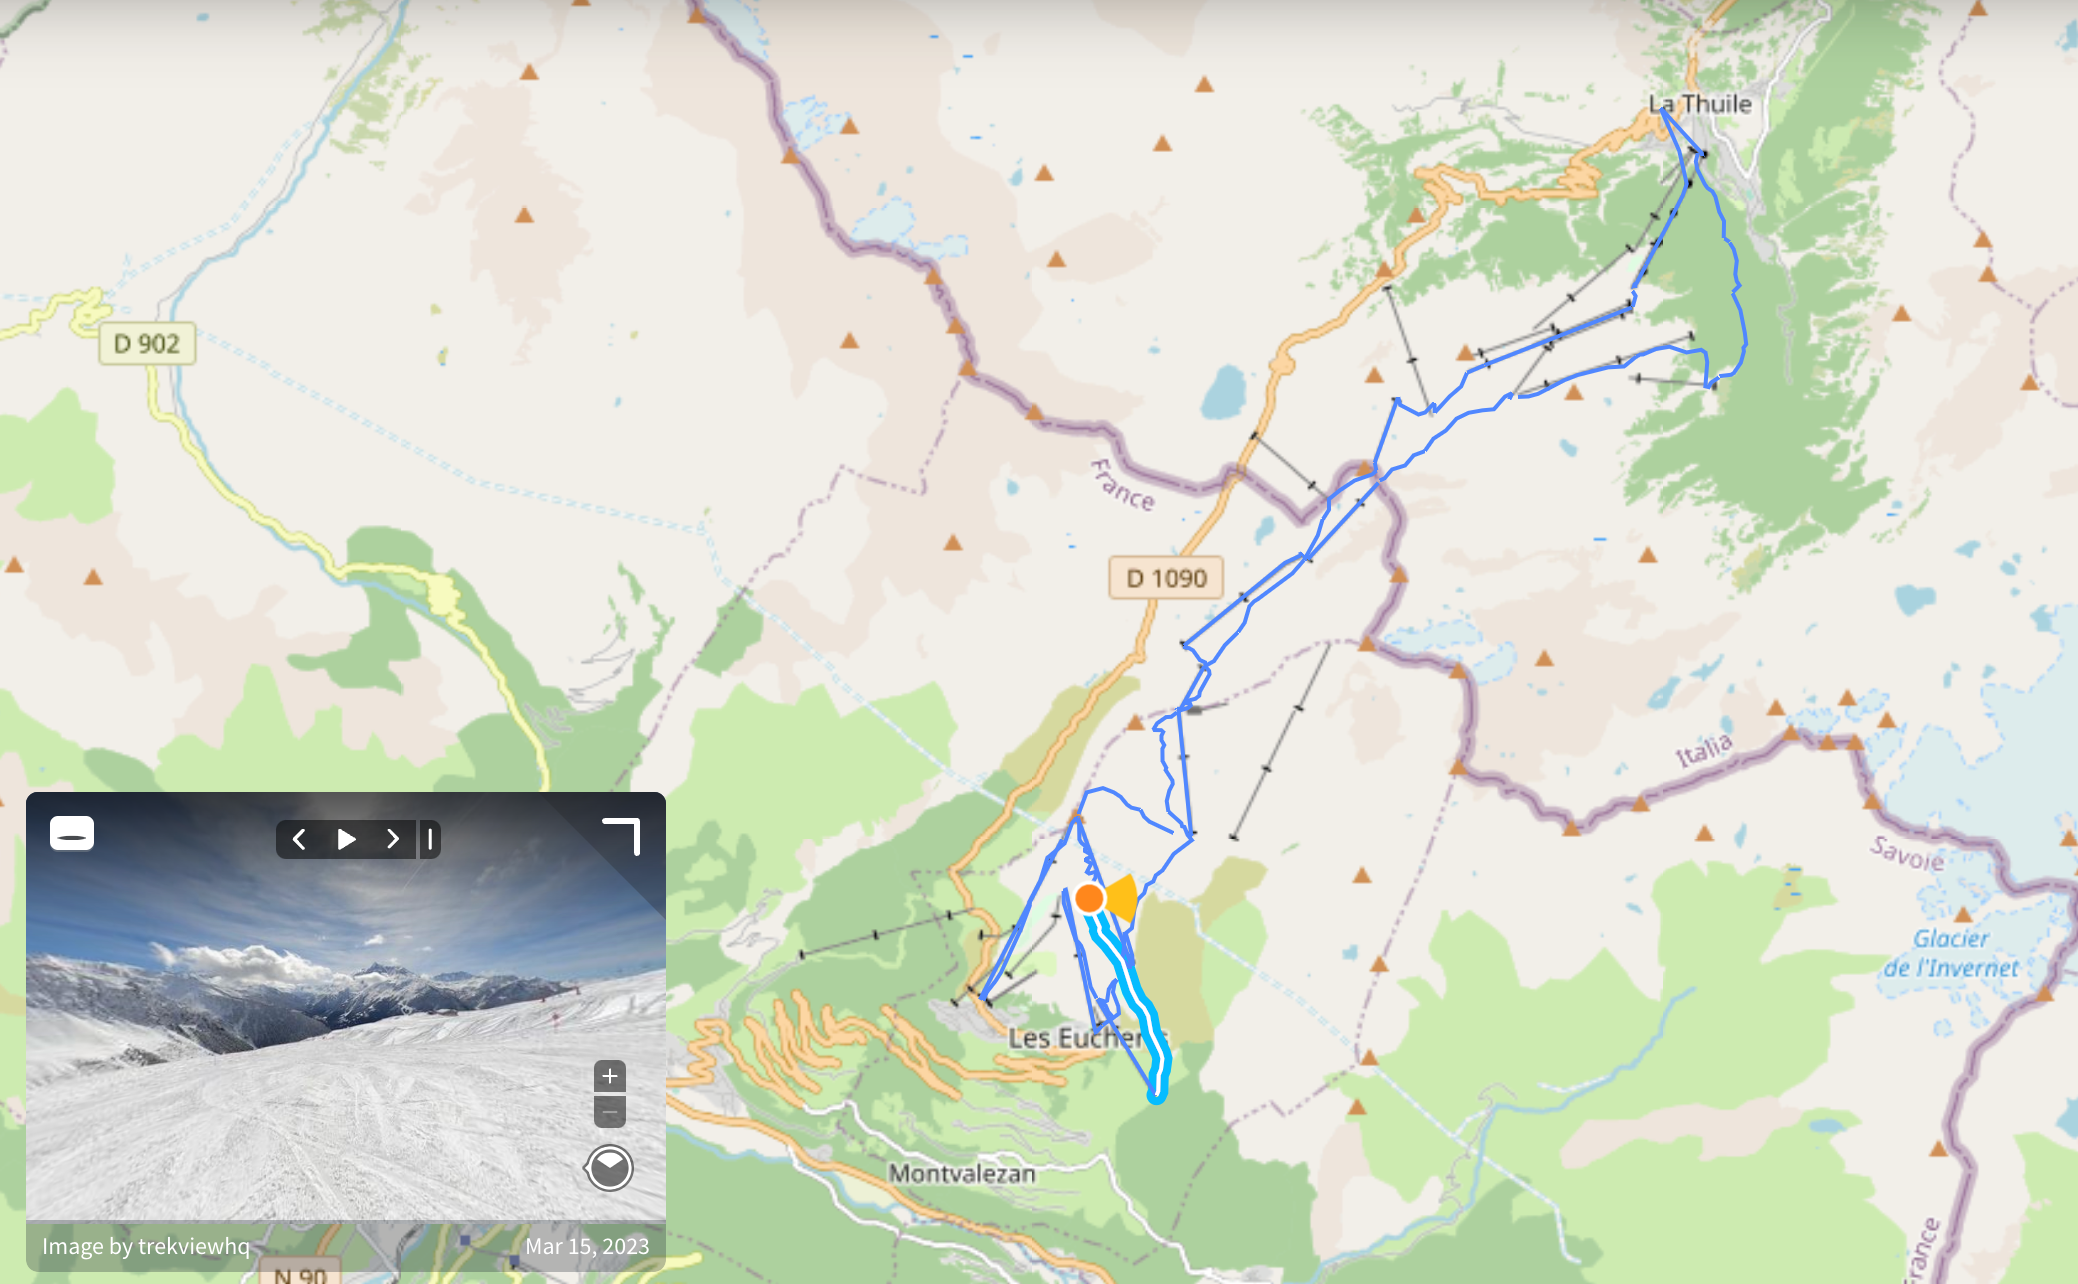 La Thuile
D 902
France
D 1090
Italia
Savoie
Glacier
de l'Invernet
Les Eucherts
Montvalezan
France
Image by trekviewhq
Mar 15, 2023
N 90